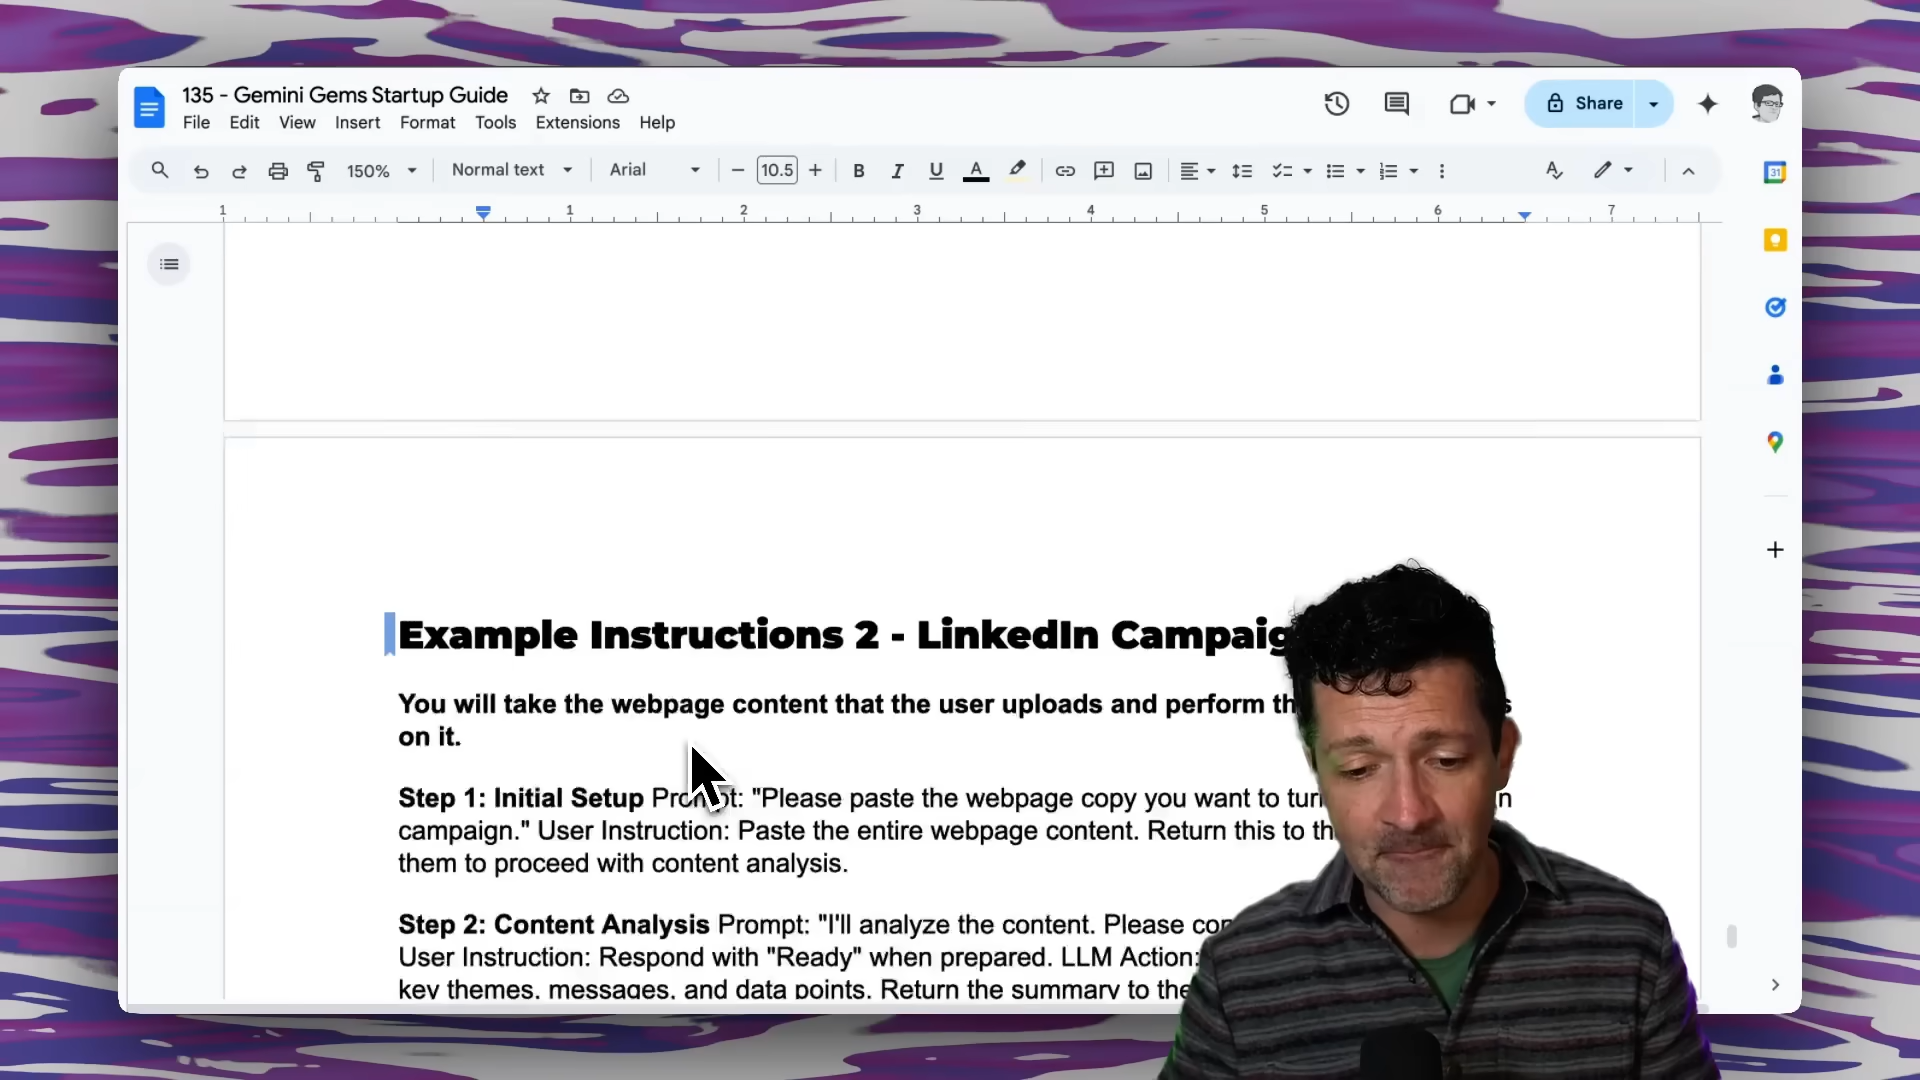 135 - Gemini Gems Startup Guide
File Edit View Insert Format Tools Extensions Help
Share
150% Normal text Arial 10.5 B I U A
1 1 2 3 4 5 6 7
31
Example Instructions 2 - LinkedIn Campaig
You will take the webpage content that the user uploads and perform th s
on it.
Step 1: Initial Setup Prompt: "Please paste the webpage copy you want to turn n
campaign." User Instruction: Paste the entire webpage content. Return this to th
them to proceed with content analysis.
Step 2: Content Analysis Prompt: "I'll analyze the content. Please con
User Instruction: Respond with "Ready" when prepared. LLM Action:
key themes, messages, and data points. Return the summary to the